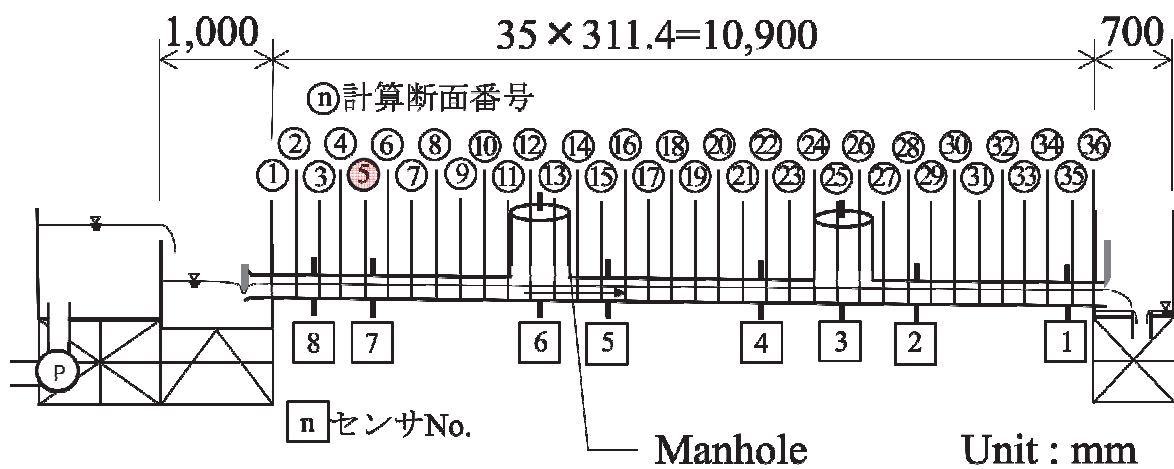 1,000 35×311.4=10,900 700
ⓝ計算断面番号
② ④ ⑥ ⑧ ⑩ ⑫ ⑭ ⑯ ⑱ ⑳ ㉒ ㉔ ㉖ ㉘ ㉚ ㉜ ㉞ ㊱
① ③ ⑤ ⑦ ⑨ ⑪ ⑬ ⑮ ⑰ ⑲ ㉑ ㉓ ㉕ ㉗ ㉙ ㉛ ㉝ ㉟
8 7 6 5 4 3 2 1
P
n センサNo.
Manhole Unit : mm